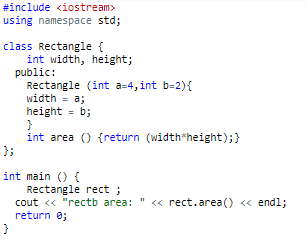 #include <iostream>
using namespace std;

class Rectangle {
    int width, height;
  public:
    Rectangle (int a=4,int b=2){
    width = a;
    height = b;
    }
    int area () {return (width*height);}
};

int main () {
    Rectangle rect ;
  cout << "rectb area: " << rect.area() << endl;
  return 0;
}